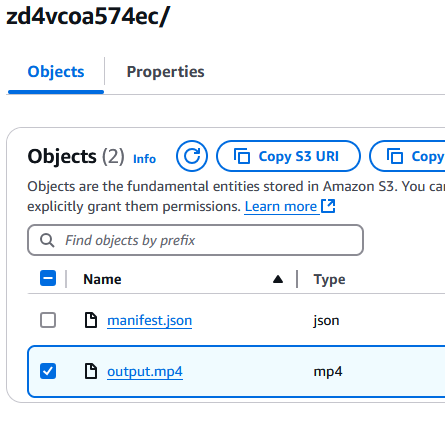 zd4vcoa574ec/
Objects Properties
Objects (2) Info Copy S3 URI Copy
Objects are the fundamental entities stored in Amazon S3. You ca
explicitly grant them permissions. Learn more
Find objects by prefix
Name Type
manifest.json json
output.mp4 mp4